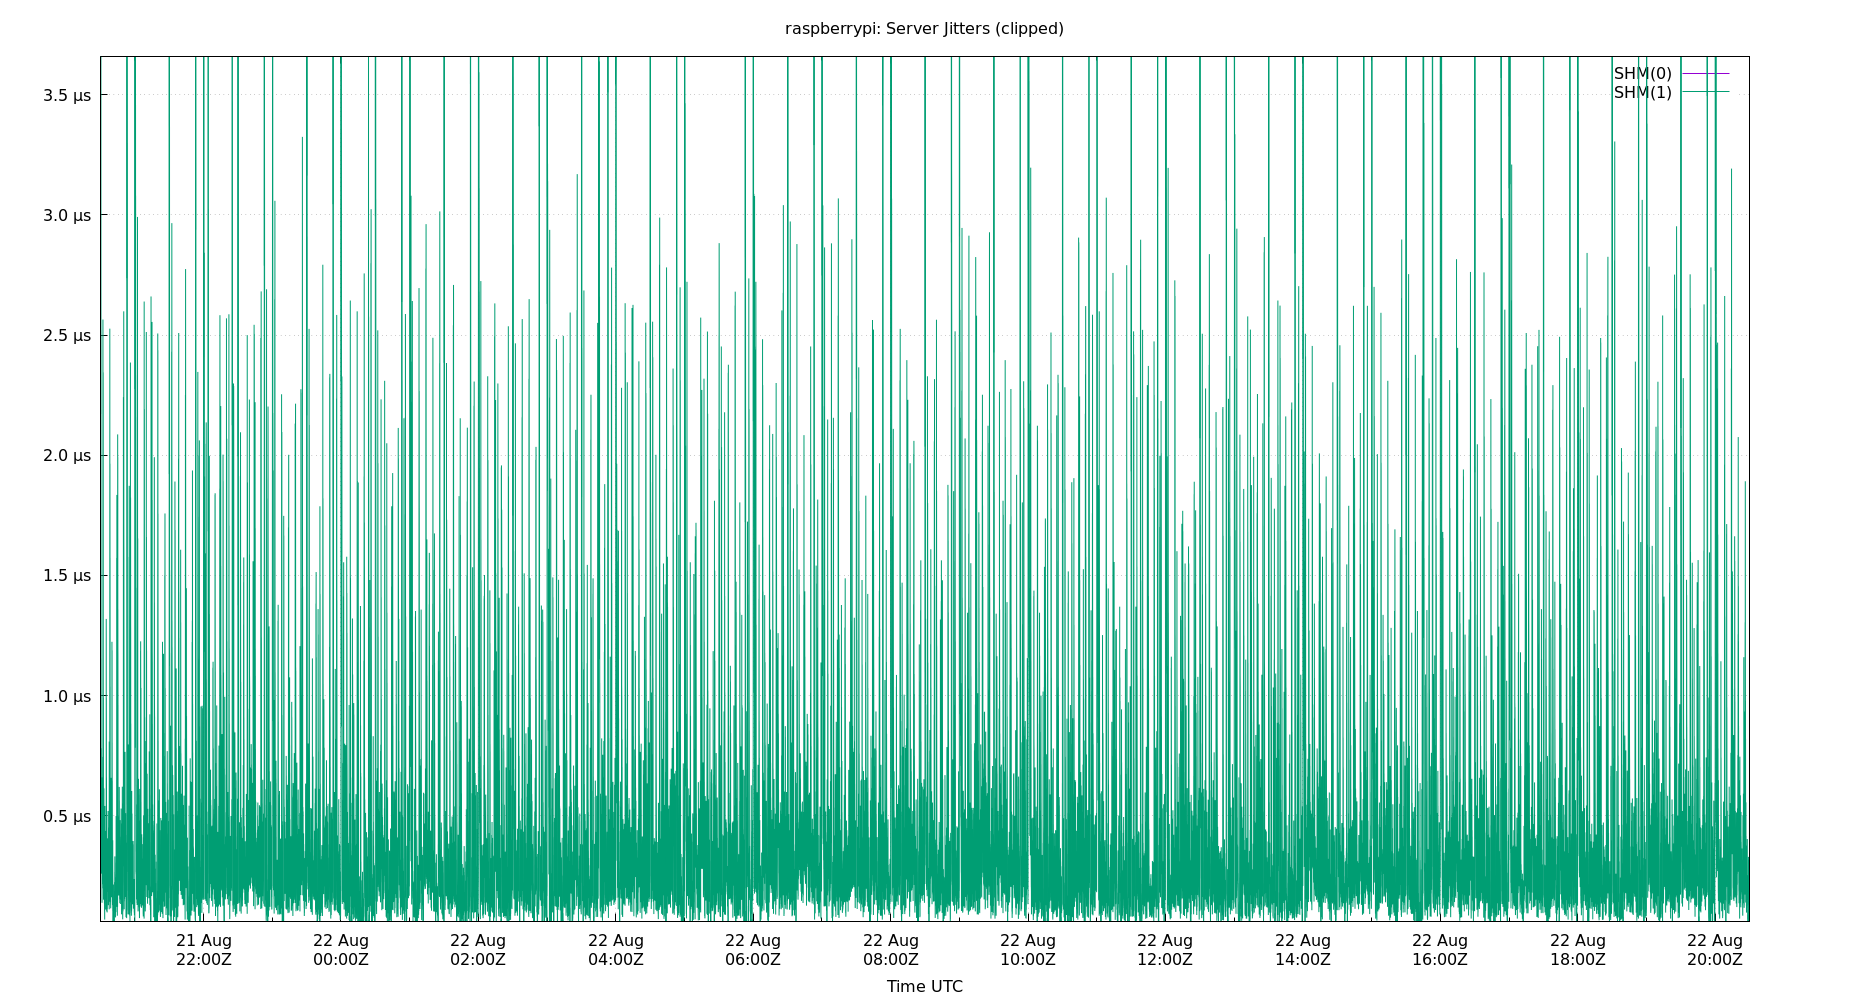 raspberrypi: Server Jitters (clipped)
SHM(0)
SHM(1)
3.5 µs
3.0 µs
2.5 µs
2.0 µs
1.5 µs
1.0 µs
0.5 µs
21 Aug 22 Aug 22 Aug 22 Aug 22 Aug 22 Aug 22 Aug 22 Aug 22 Aug 22 Aug 22 Aug 22 Aug
22:00Z 00:00Z 02:00Z 04:00Z 06:00Z 08:00Z 10:00Z 12:00Z 14:00Z 16:00Z 18:00Z 20:00Z
Time UTC